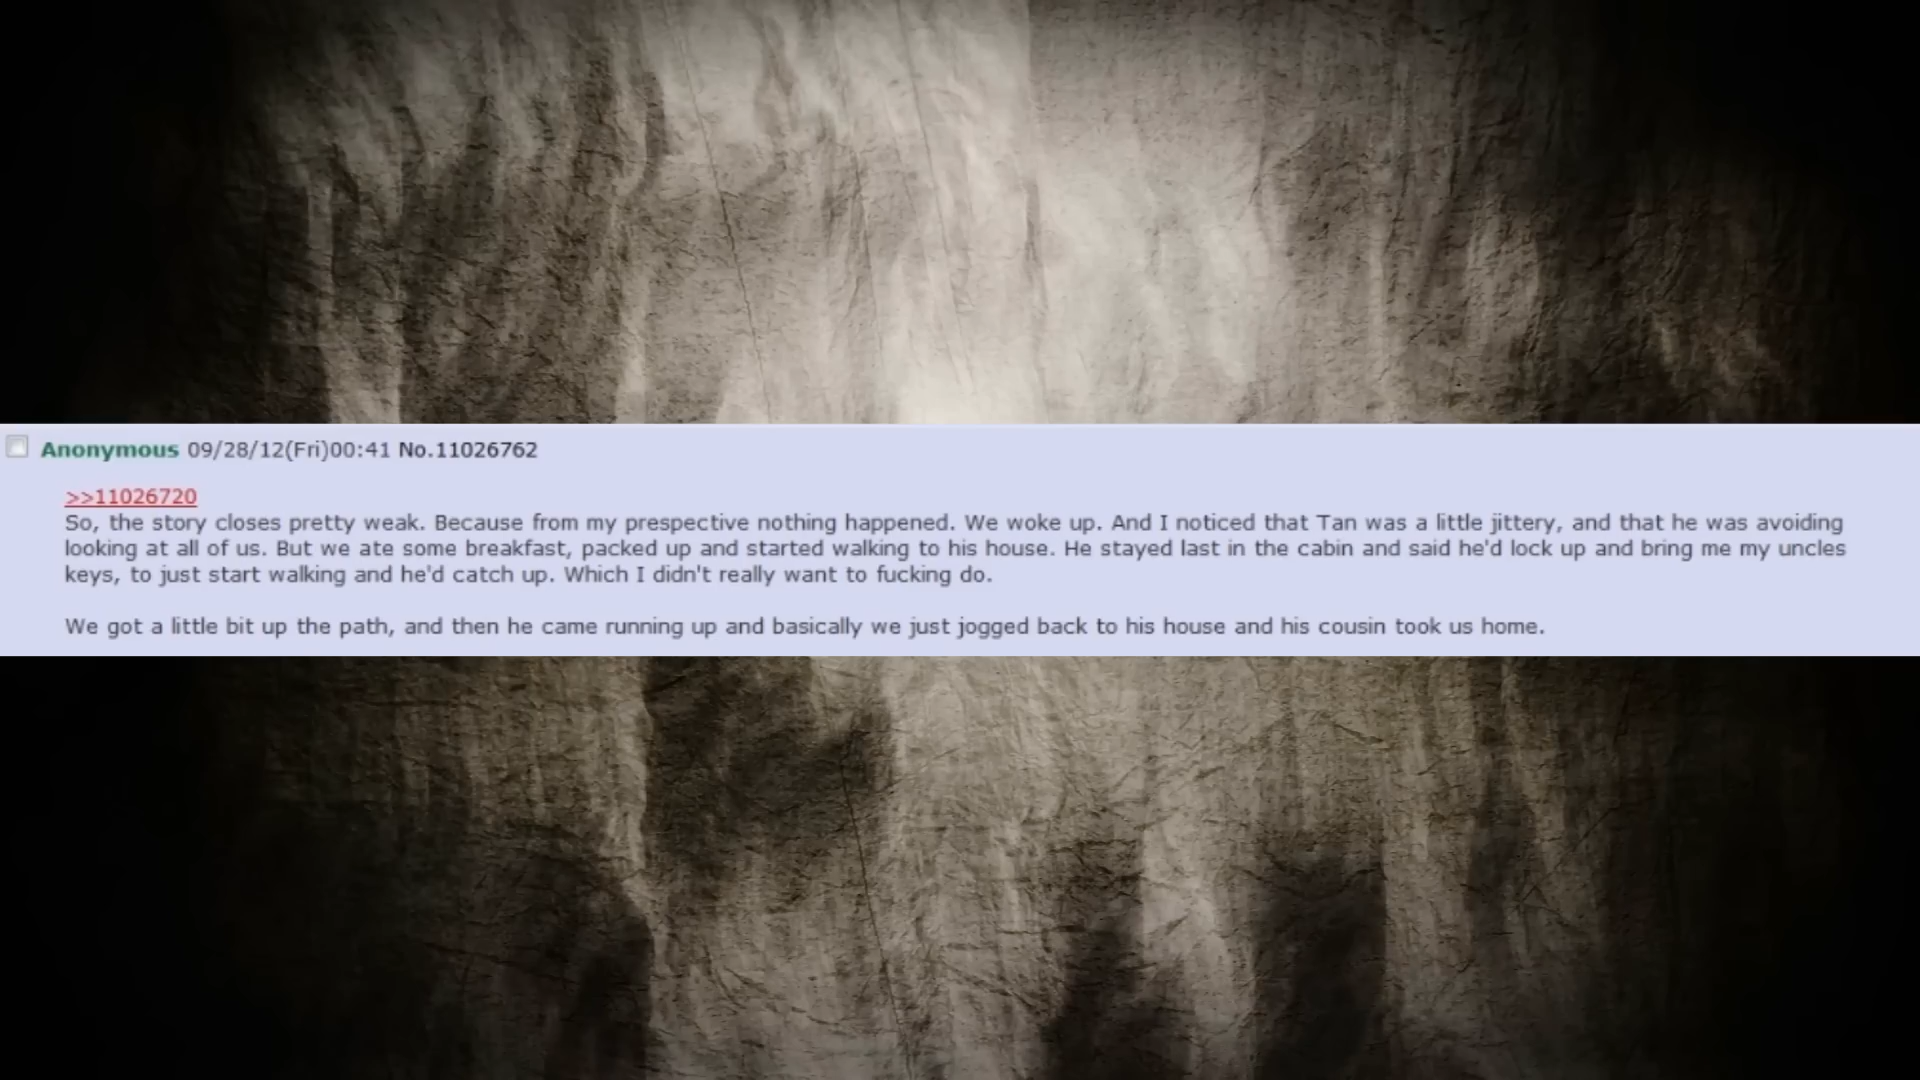 Anonymous 09/28/12(Fri)00:41 No.11026762
>>11026720
So, the story closes pretty weak. Because from my prespective nothing happened. We woke up. And I noticed that Tan was a little jittery, and that he was avoiding
looking at all of us. But we ate some breakfast, packed up and started walking to his house. He stayed last in the cabin and said he'd lock up and bring me my uncles
keys, to just start walking and he'd catch up. Which I didn't really want to fucking do.
We got a little bit up the path, and then he came running up and basically we just jogged back to his house and his cousin took us home.